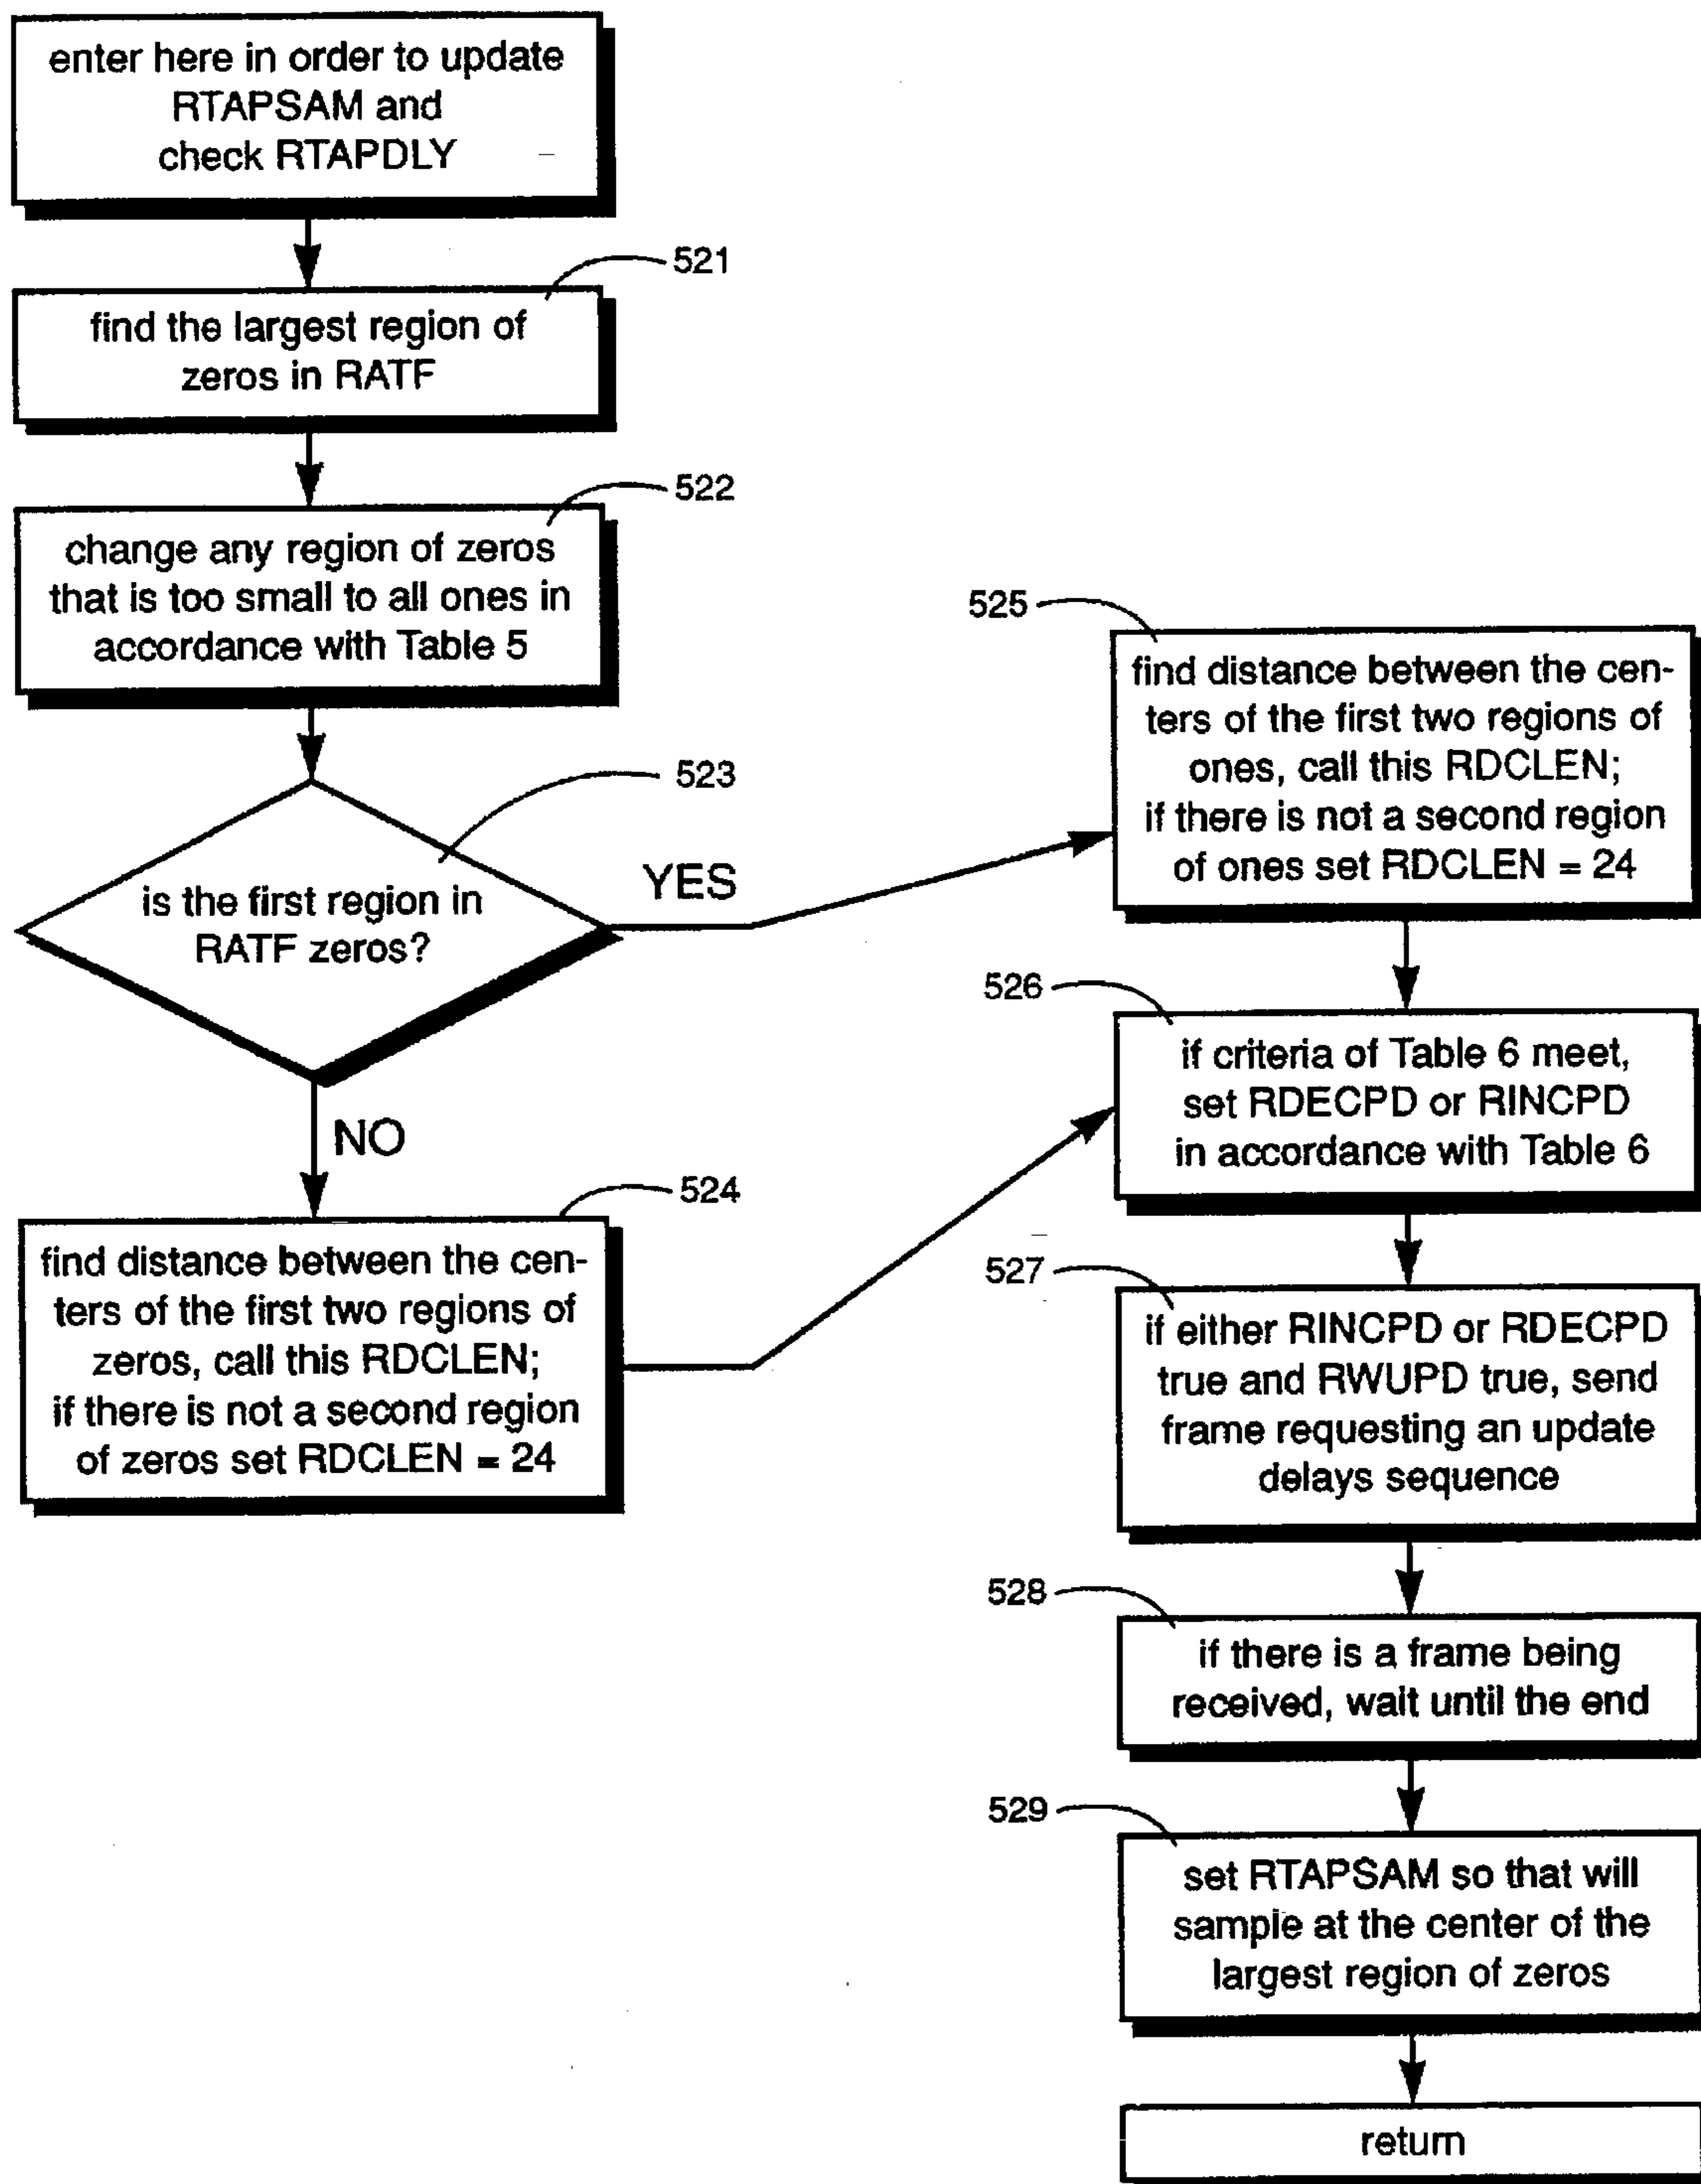 enter here in order to update
RTAPSAM and
check RTAPDLY
521
find the largest region of
zeros in RATF
522
change any region of zeros
that is too small to all ones in
accordance with Table 5
523
is the first region in
RATF zeros?
YES
NO
524
find distance between the cen-
ters of the first two regions of
zeros, call this RDCLEN;
if there is not a second region
of zeros set RDCLEN = 24
525
find distance between the cen-
ters of the first two regions of
ones, call this RDCLEN;
if there is not a second region
of ones set RDCLEN = 24
526
if criteria of Table 6 meet,
set RDECPD or RINCPD
in accordance with Table 6
527
if either RINCPD or RDECPD
true and RWUPD true, send
frame requesting an update
delays sequence
528
if there is a frame being
received, wait until the end
529
set RTAPSAM so that will
sample at the center of the
largest region of zeros
return